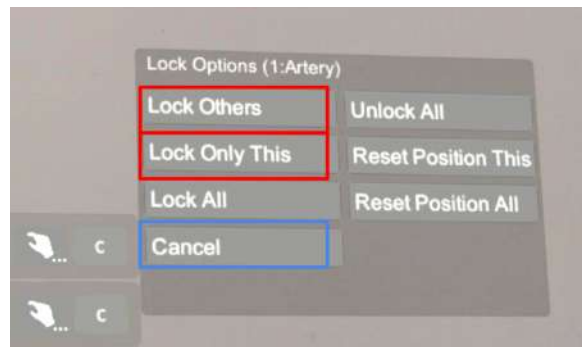 Lock Options (1:Artery)
Lock Others
Unlock All
Lock Only This
Reset Position This
Lock All
Reset Position All
Cancel
... C
... C